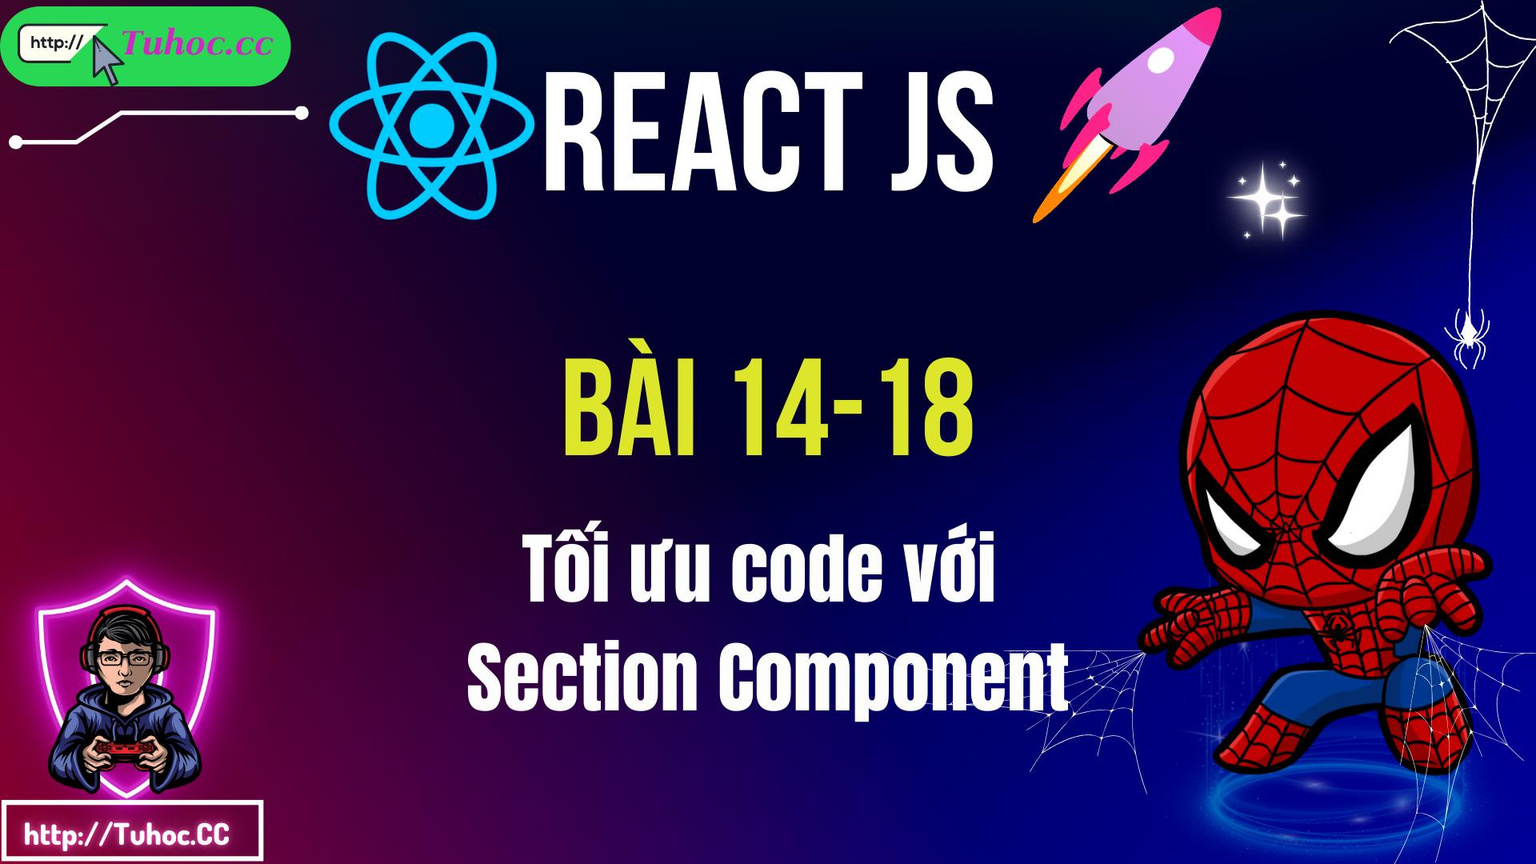 http://
Tuhoc.cc
REACT JS
BÀI 14-18
Tối ưu code với
Section Component
http://Tuhoc.CC